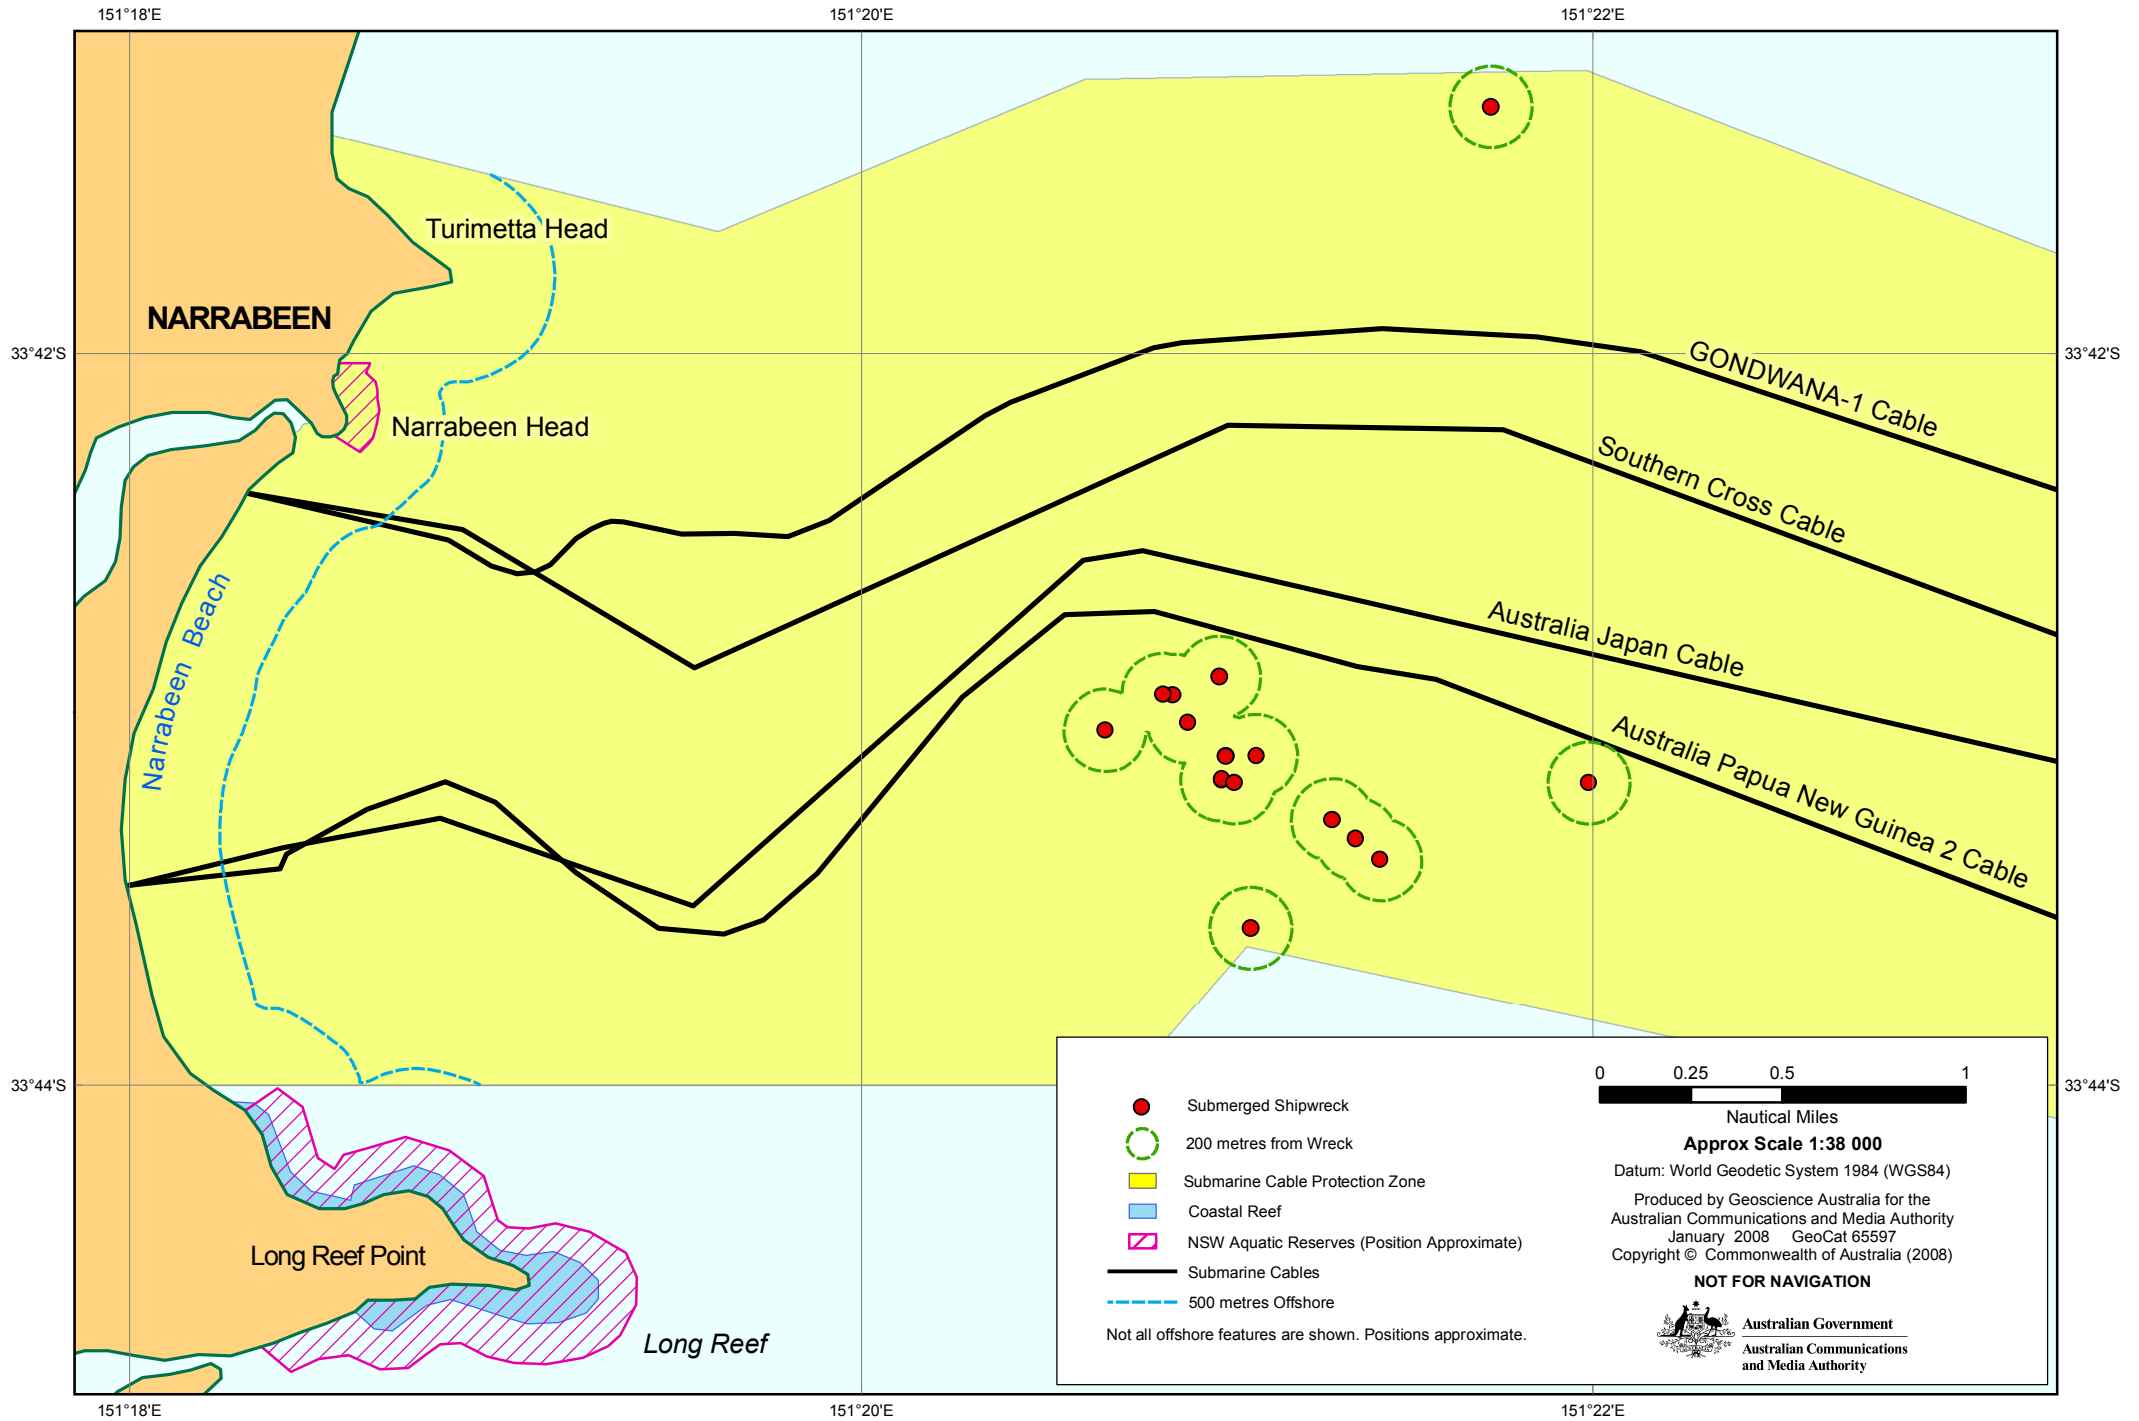 151°18'E
151°20'E
151°22'E
Turimetta Head
NARRABEEN
33°42'S
33°42'S
GONDWANA-1 Cable
Narrabeen Head
Southern Cross Cable
Narrabeen Beach
Australia Japan Cable
Australia Papua New Guinea 2 Cable
33°44'S
33°44'S
0 0.25 0.5 1
Nautical Miles
Approx Scale 1:38 000
Datum: World Geodetic System 1984 (WGS84)
Produced by Geoscience Australia for the
Australian Communications and Media Authority
January 2008 GeoCat 65597
Copyright © Commonwealth of Australia (2008)
NOT FOR NAVIGATION
Australian Government
Australian Communications
and Media Authority
Submerged Shipwreck
200 metres from Wreck
Submarine Cable Protection Zone
Coastal Reef
NSW Aquatic Reserves (Position Approximate)
Submarine Cables
500 metres Offshore
Not all offshore features are shown. Positions approximate.
Long Reef Point
Long Reef
151°18'E
151°20'E
151°22'E